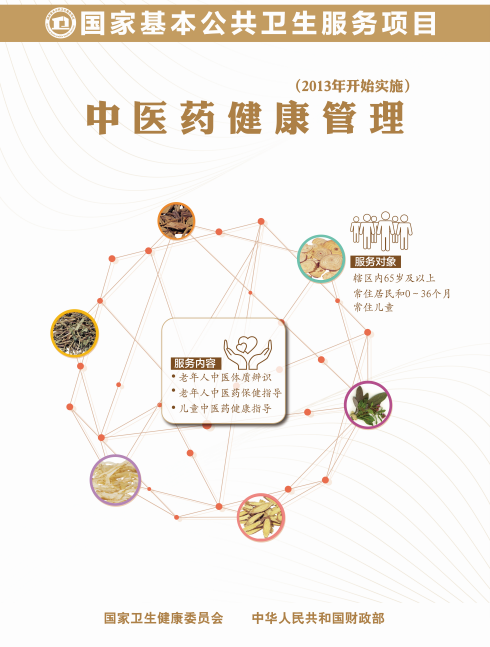 国家基本公共卫生服务项目
（2013年开始实施）
中医药健康管理
服务对象
辖区内65岁及以上
常住居民和0－36个月
常住儿童
服务内容
• 老年人中医体质辨识
• 老年人中医药保健指导
• 儿童中医药健康指导
国家卫生健康委员会 中华人民共和国财政部